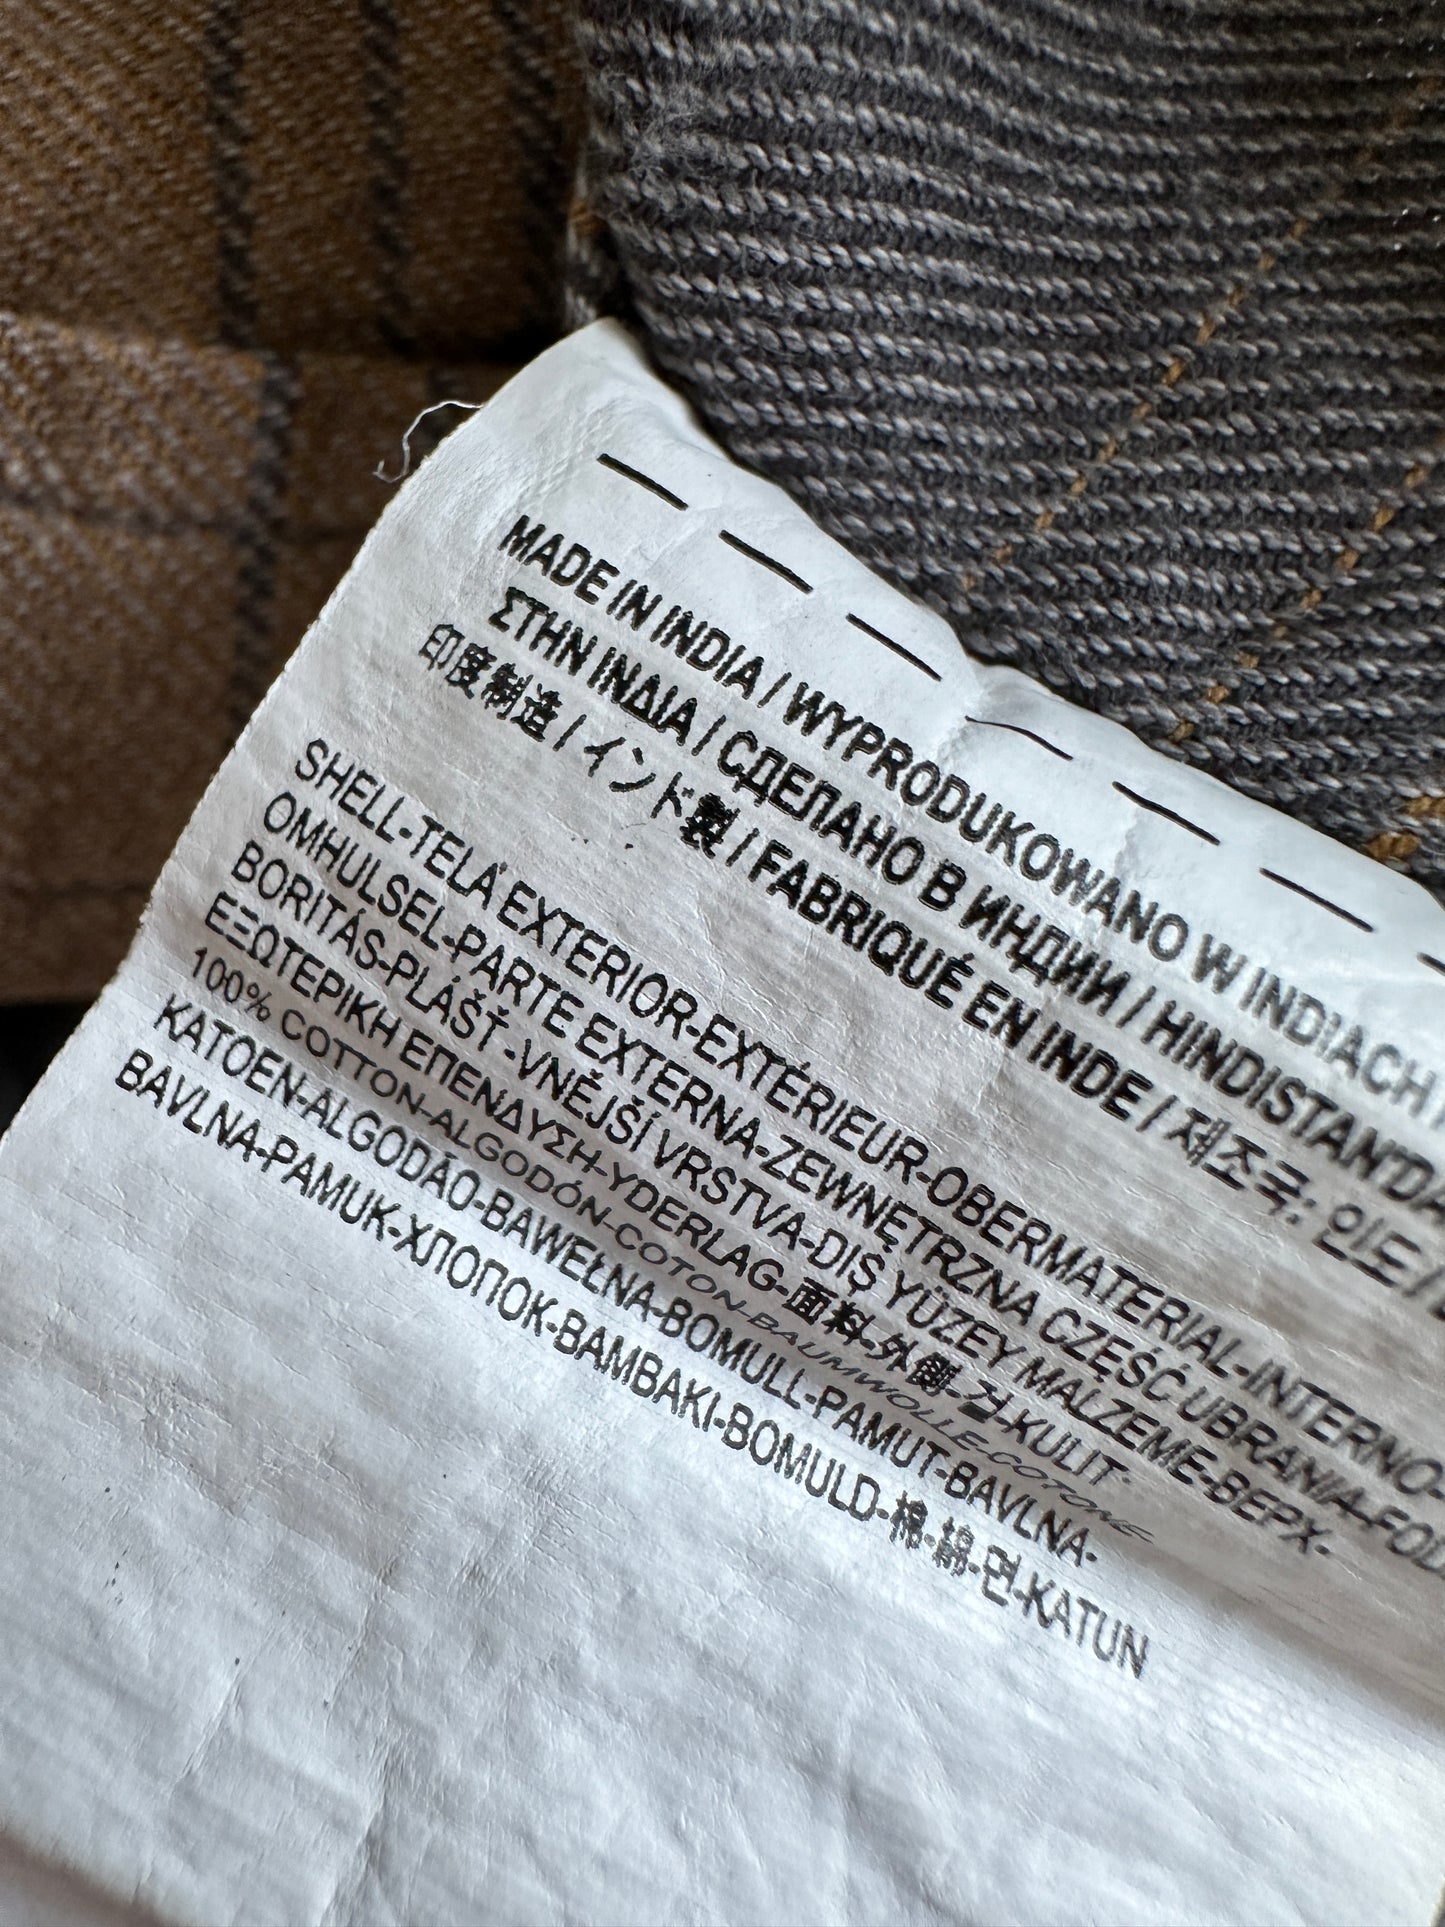 MADE IN INDIA / WYPRODUKOWANO W INDIACH
ΣΤΗΝ ΙΝΔΙΑ / СДЕЛАНО В ИНДИИ / HINDISTAN'DA
印度制造 / インド製 / FABRIQUÉ EN INDE / 제조국: 인도 /
SHELL-TELA EXTERIOR-EXTÉRIEUR-OBERMATERIAL-INTERNO-
OMHULSEL-PARTE EXTERNA-ZEWNĘTRZNA CZĘŚĆ UBRANIA-FOD
BORITÁS-PLÁŠŤ -VNĚJŠÍ VRSTVA-DIŞ YÜZEY MALZEME-ВЕРХ-
ΕΞΩΤΕΡΙΚΗ ΕΠΕΝΔΥΣΗ-YDERLAG-面料-外側-겉-KULIT-
100% COTTON-ALGODÓN-COTON-BAUMWOLLE-COTONE-
KATOEN-ALGODÃO-BAWEŁNA-BOMULL-PAMUT-BAVLNA-
BAVLNA-PAMUK-ХЛОПОК-ΒΑΜΒΑΚΙ-BOMULD-棉-綿-면-KATUN